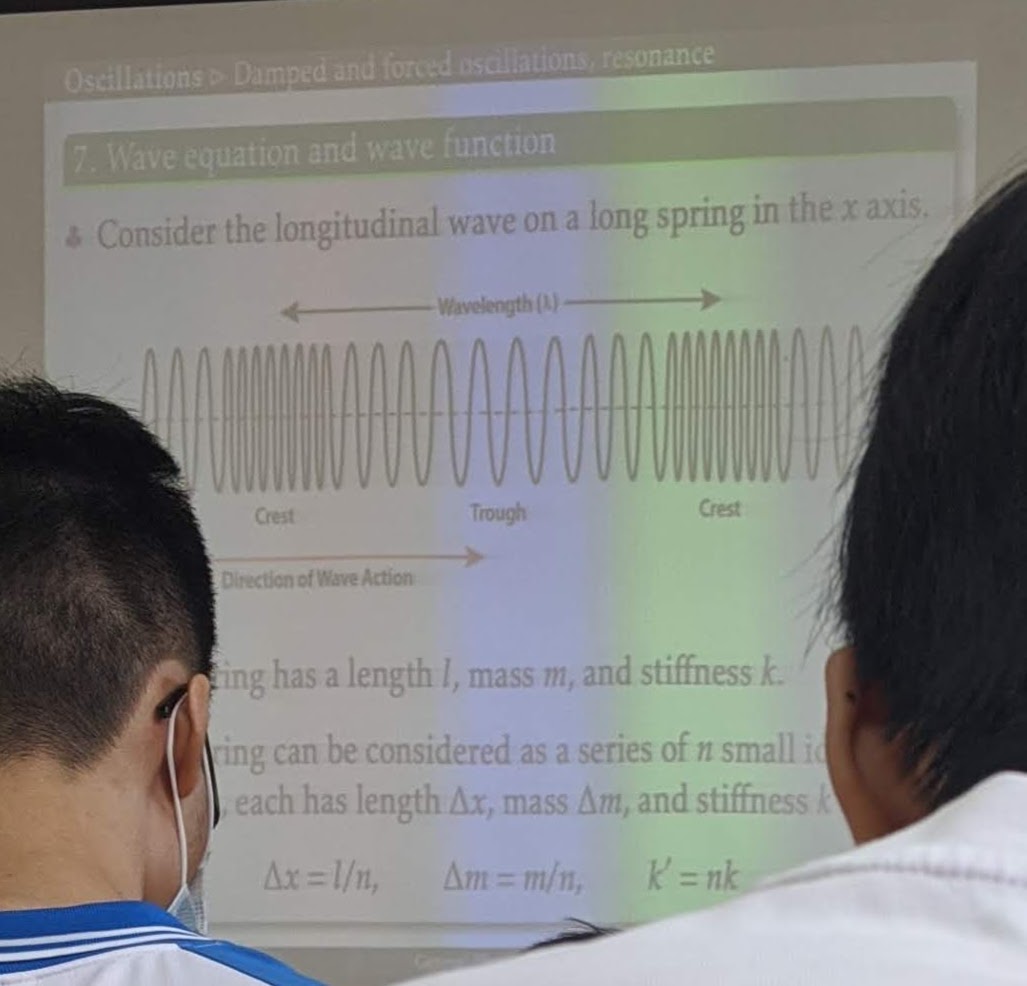 Oscillations ▷ Damped and forced oscillations, resonance
7. Wave equation and wave function
♣ Consider the longitudinal wave on a long spring in the x axis.
Wavelength (λ)
Crest
Trough
Crest
Direction of Wave Action
has a length l, mass m, and stiffness k.
can be considered as a series of n small
, each has length Δx, mass Δm, and stiffness
Δx = l/n, Δm = m/n, k′ = nk